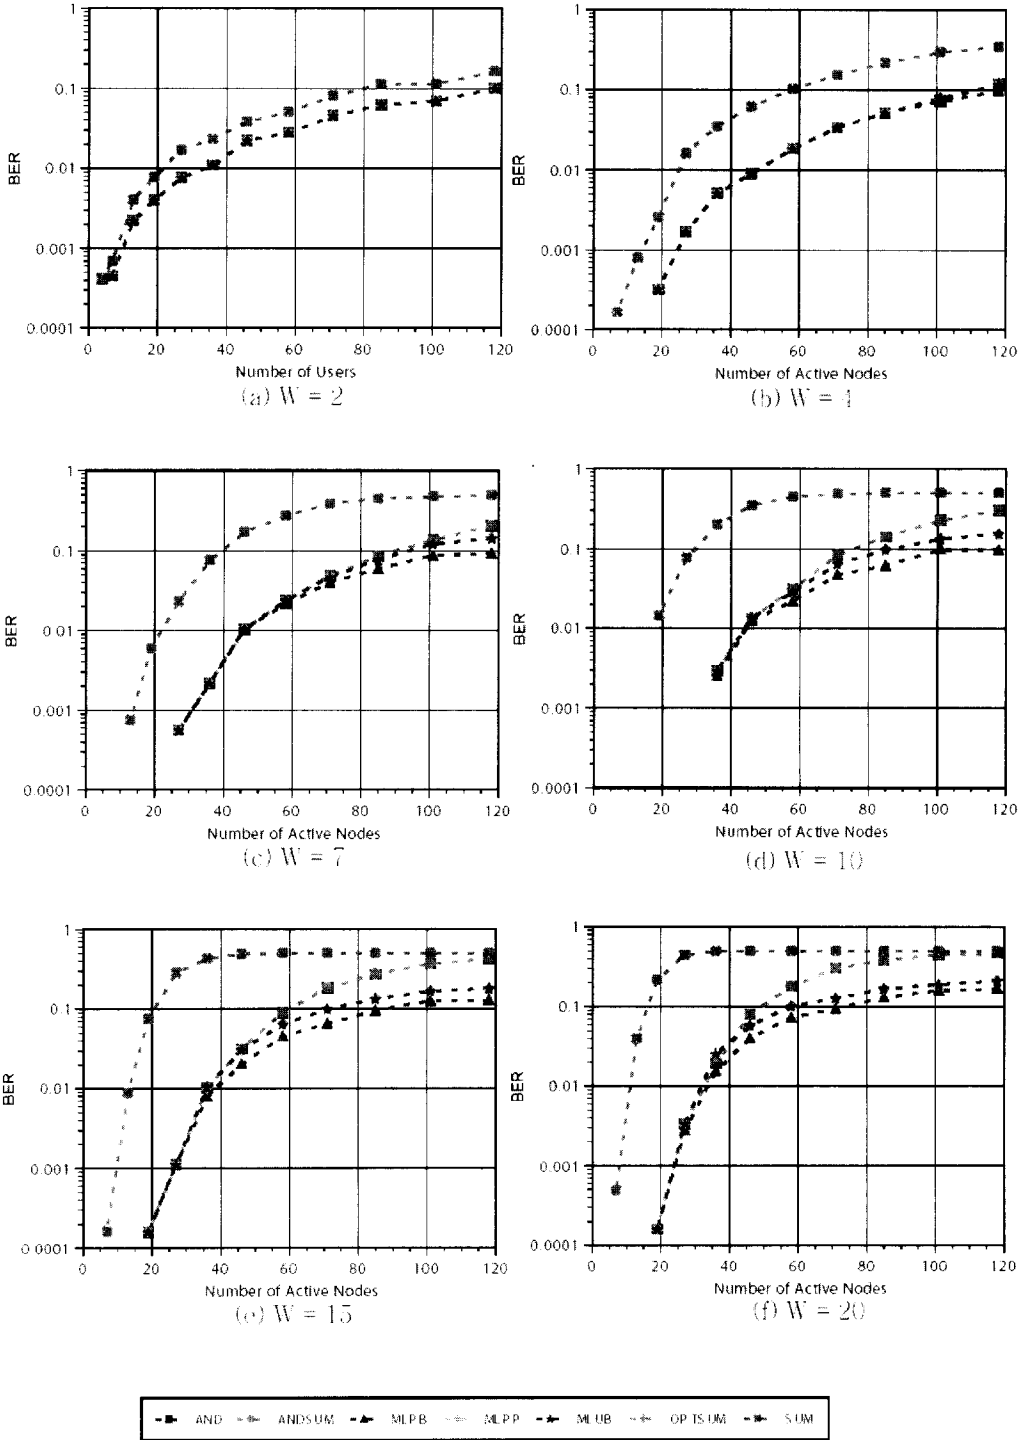 1
0.1
0.01
0.001
0.0001
BER
0 20 40 60 80 100 120
Number of Users
(a) W = 2
1
0.1
0.01
0.001
0.0001
BER
0 20 40 60 80 100 120
Number of Active Nodes
(b) W = 4
1
0.1
0.01
0.001
0.0001
BER
0 20 40 60 80 100 120
Number of Active Nodes
(c) W = 7
1
0.1
0.01
0.001
0.0001
BER
0 20 40 60 80 100 120
Number of Active Nodes
(d) W = 10
1
0.1
0.01
0.001
0.0001
BER
0 20 40 60 80 100 120
Number of Active Nodes
(e) W = 15
1
0.1
0.01
0.001
0.0001
BER
0 20 40 60 80 100 120
Number of Active Nodes
(f) W = 20
AND ANDSUM MLPB MLPP MLUB OPTSUM SUM